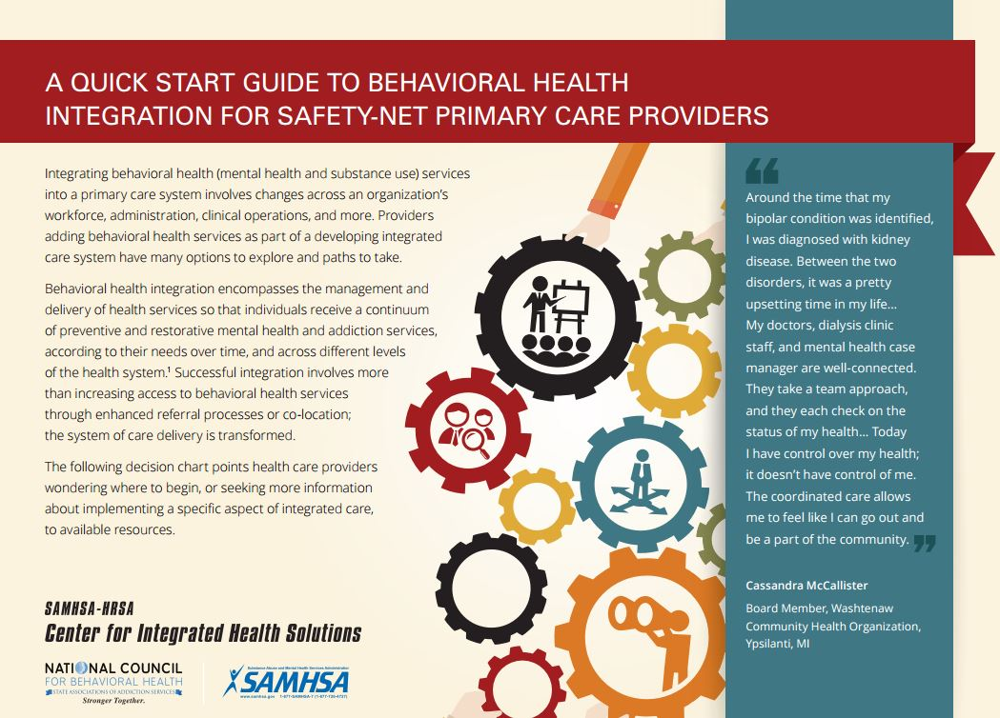 A QUICK START GUIDE TO BEHAVIORAL HEALTH
INTEGRATION FOR SAFETY-NET PRIMARY CARE PROVIDERS
Integrating behavioral health (mental health and substance use) services
into a primary care system involves changes across an organization’s
workforce, administration, clinical operations, and more. Providers
adding behavioral health services as part of a developing integrated
care system have many options to explore and paths to take.
Behavioral health integration encompasses the management and
delivery of health services so that individuals receive a continuum
of preventive and restorative mental health and addiction services,
according to their needs over time, and across different levels
of the health system.¹ Successful integration involves more
than increasing access to behavioral health services
through enhanced referral processes or co-location;
the system of care delivery is transformed.
The following decision chart points health care providers
wondering where to begin, or seeking more information
about implementing a specific aspect of integrated care,
to available resources.
SAMHSA-HRSA
Center for Integrated Health Solutions
NATIONAL COUNCIL
FOR BEHAVIORAL HEALTH
STATE ASSOCIATIONS OF ADDICTION SERVICES
Stronger Together.
Substance Abuse and Mental Health Services Administration
SAMHSA
www.samhsa.gov • 1-877-SAMHSA-7 (1-877-726-4727)
“
Around the time that my
bipolar condition was identified,
I was diagnosed with kidney
disease. Between the two
disorders, it was a pretty
upsetting time in my life...
My doctors, dialysis clinic
staff, and mental health case
manager are well-connected.
They take a team approach,
and they each check on the
status of my health... Today
I have control over my health;
it doesn’t have control of me.
The coordinated care allows
me to feel like I can go out and
be a part of the community. ”
Cassandra McCallister
Board Member, Washtenaw
Community Health Organization,
Ypsilanti, MI